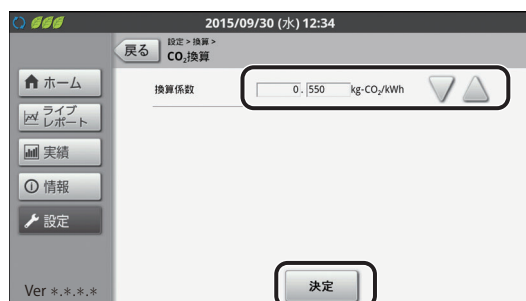 2015/09/30 (水) 12:34
戻る
設定 > 換算 >
CO₂換算
ホーム
ライブ
レポート
実績
情報
設定
換算係数
0. 550 kg-CO₂/kWh
決定
Ver *.*.*.*